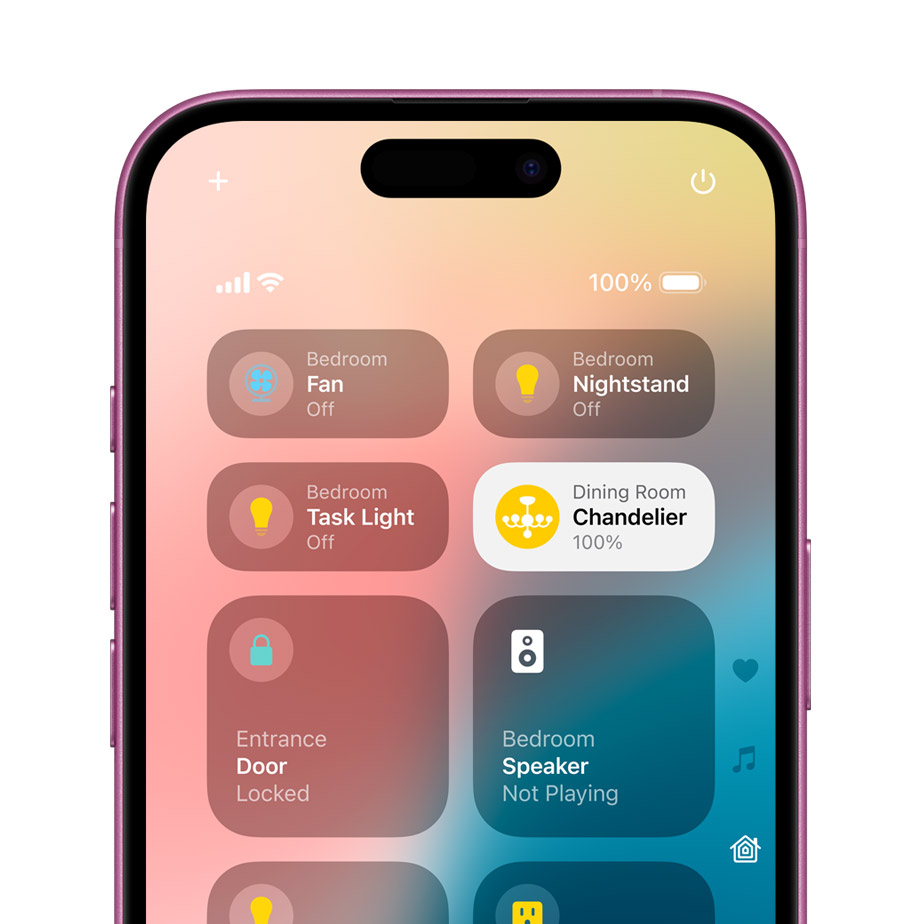 100%
Bedroom
Fan
Off
Bedroom
Nightstand
Off
Bedroom
Task Light
Off
Dining Room
Chandelier
100%
Entrance
Door
Locked
Bedroom
Speaker
Not Playing